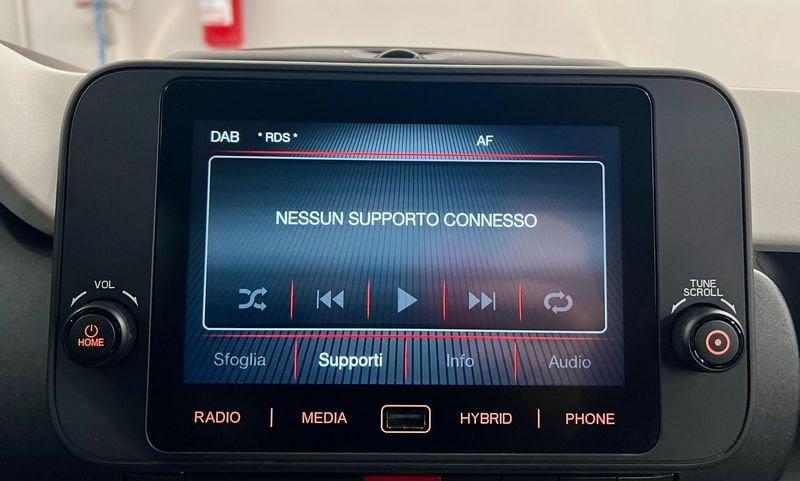 DAB * RDS * AF
NESSUN SUPPORTO CONNESSO
VOL
TUNE
SCROLL
HOME
Sfoglia Supporti Info Audio
RADIO MEDIA HYBRID PHONE